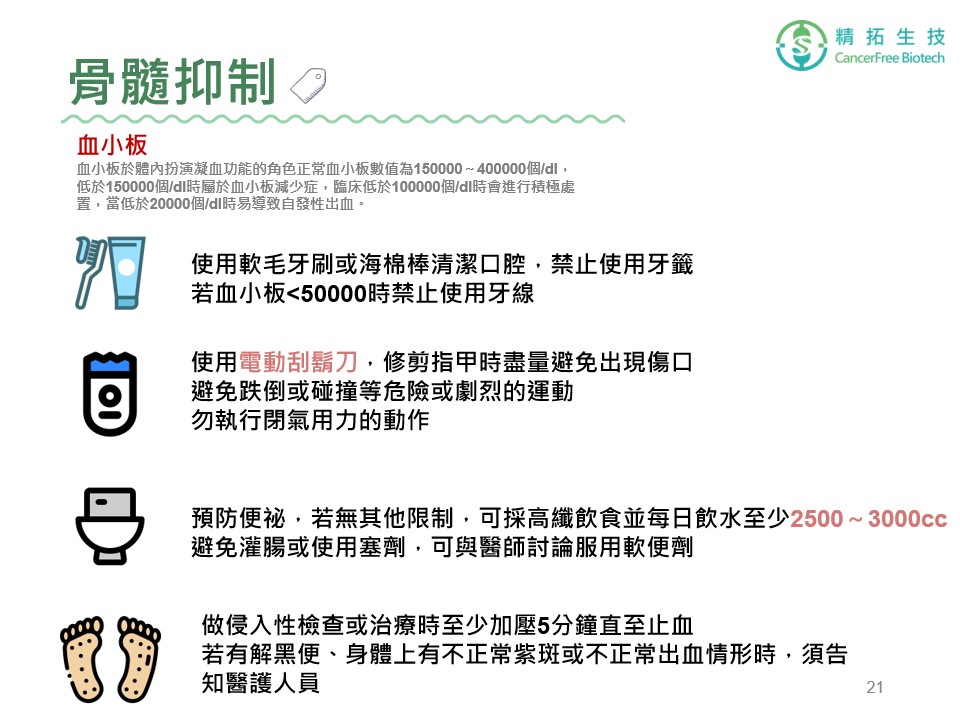 精拓生技
CancerFree Biotech
骨髓抑制
血小板
血小板於體內扮演凝血功能的角色正常血小板數值為150000～400000個/dl，
低於150000個/dl時屬於血小板減少症，臨床低於100000個/dl時會進行積極處
置，當低於20000個/dl時易導致自發性出血。
使用軟毛牙刷或海棉棒清潔口腔，禁止使用牙籤
若血小板<50000時禁止使用牙線
使用電動刮鬍刀，修剪指甲時盡量避免出現傷口
避免跌倒或碰撞等危險或劇烈的運動
勿執行閉氣用力的動作
預防便祕，若無其他限制，可採高纖飲食並每日飲水至少2500～3000cc
避免灌腸或使用塞劑，可與醫師討論服用軟便劑
做侵入性檢查或治療時至少加壓5分鐘直至止血
若有解黑便、身體上有不正常紫斑或不正常出血情形時，須告
知醫護人員
21